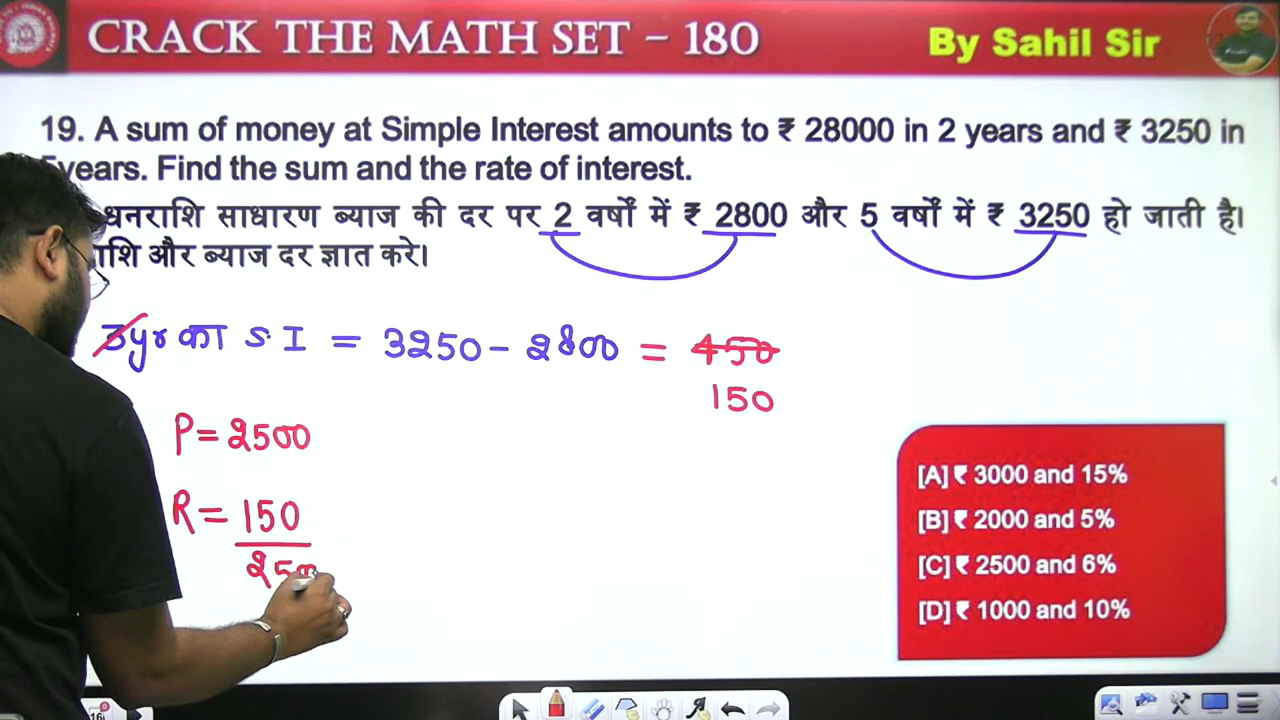 CRACK THE MATH SET – 180
By Sahil Sir
19. A sum of money at Simple Interest amounts to ₹ 28000 in 2 years and ₹ 3250 in
years. Find the sum and the rate of interest.
धनराशि साधारण ब्याज की दर पर 2 वर्षों में ₹ 2800 और 5 वर्षों में ₹ 3250 हो जाती है।
और ब्याज दर ज्ञात करे।
3yr का S.I = 3250 - 2800 = 450
150
P = 2500
R = 150
2500
[A] ₹ 3000 and 15%
[B] ₹ 2000 and 5%
[C] ₹ 2500 and 6%
[D] ₹ 1000 and 10%